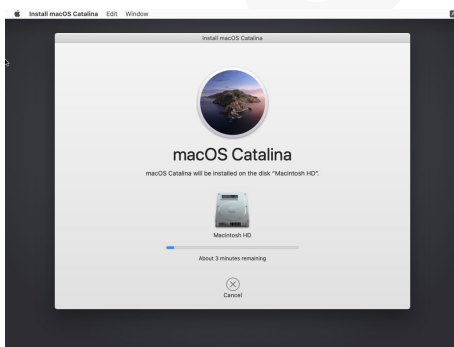 Install macOS Catalina Edit Window
Install macOS Catalina
macOS Catalina
macOS Catalina will be installed on the disk "Macintosh HD".
Macintosh HD
About 3 minutes remaining
Cancel